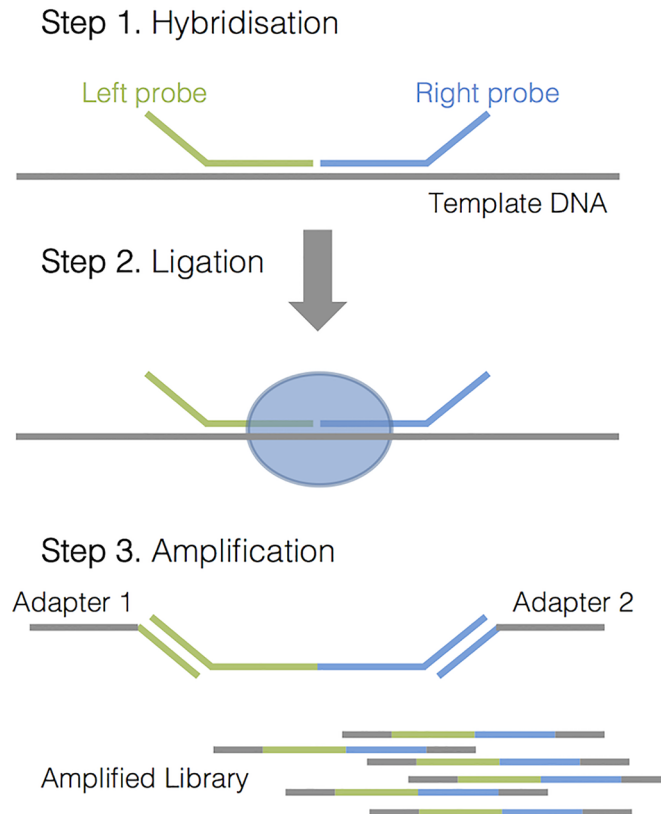 Step 1. Hybridisation
Left probe
Right probe
Template DNA
Step 2. Ligation
Step 3. Amplification
Adapter 1
Adapter 2
Amplified Library